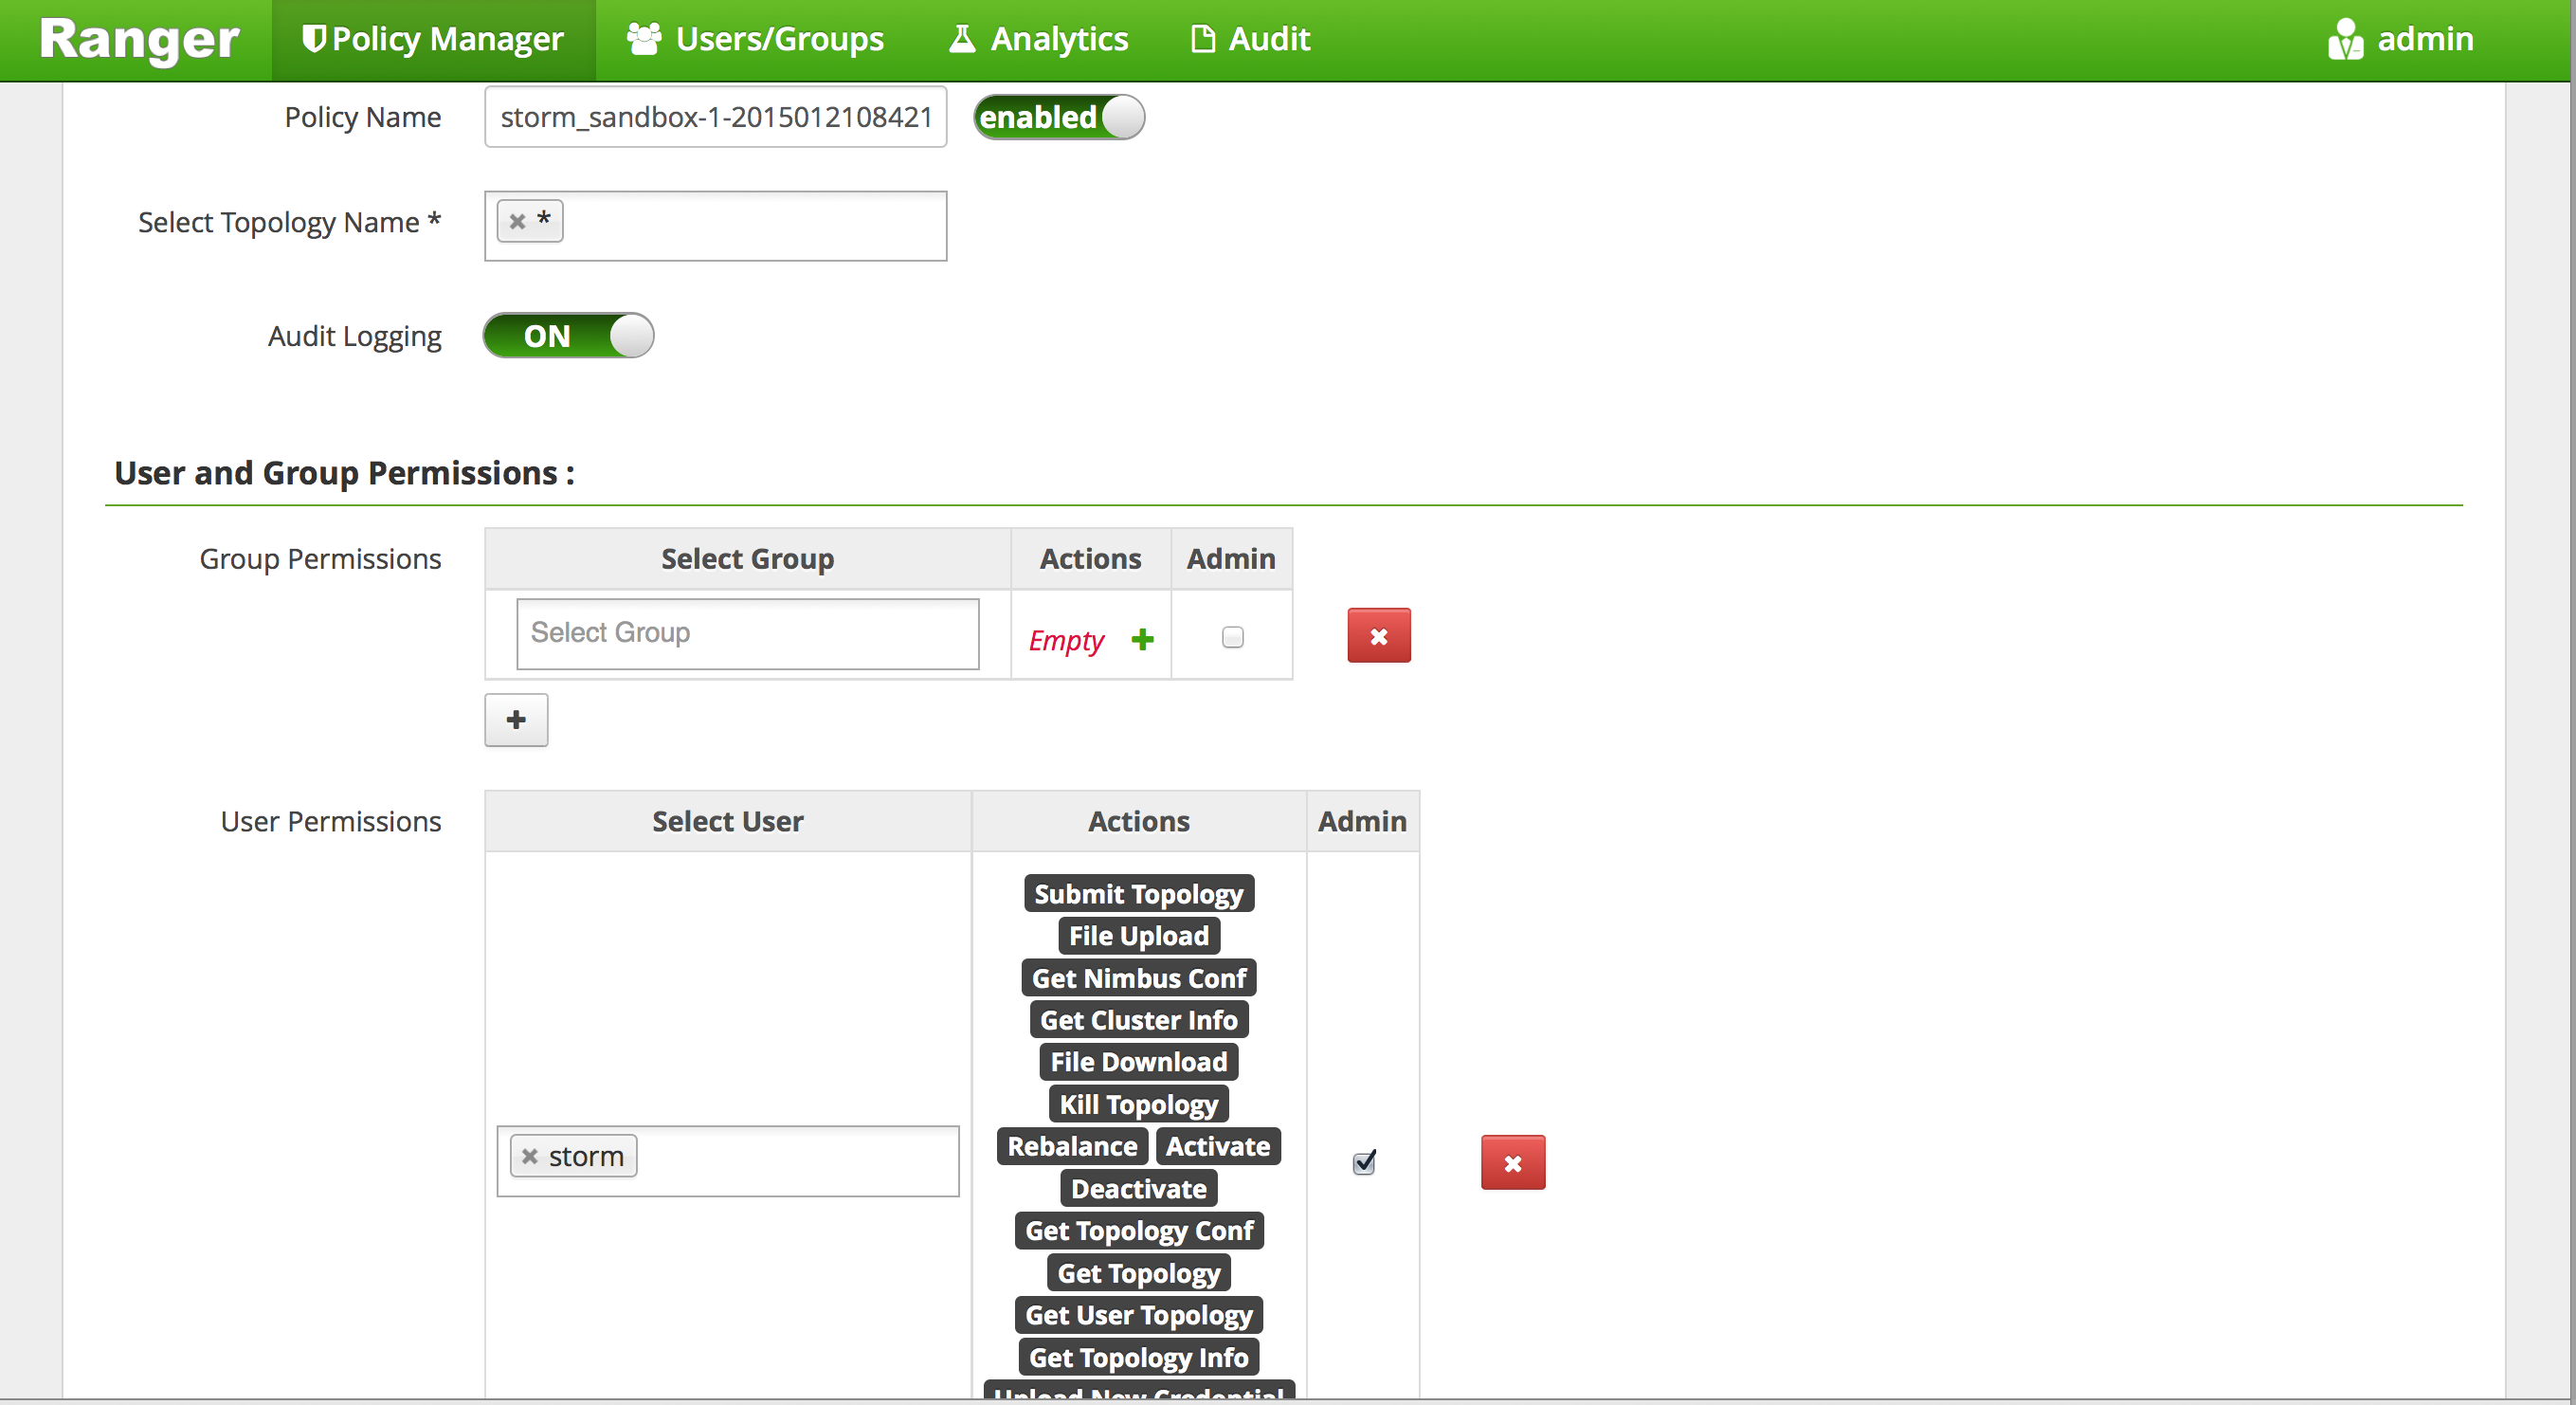 Ranger Policy Manager Users/Groups Analytics Audit admin
Policy Name storm_sandbox-1-2015012108421 enabled
Select Topology Name * *
Audit Logging ON
User and Group Permissions :
Group Permissions Select Group Actions Admin
Select Group Empty
User Permissions Select User Actions Admin
Submit Topology
File Upload
Get Nimbus Conf
Get Cluster Info
File Download
Kill Topology
Rebalance Activate
storm
Deactivate
Get Topology Conf
Get Topology
Get User Topology
Get Topology Info
Upload New Credential